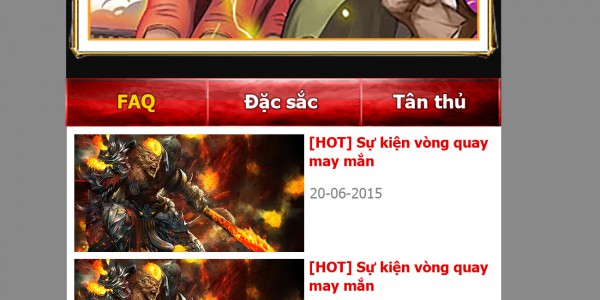 FAQ Đặc sắc Tân thủ
[HOT] Sự kiện vòng quay
may mắn
20-06-2015
[HOT] Sự kiện vòng quay
may mắn